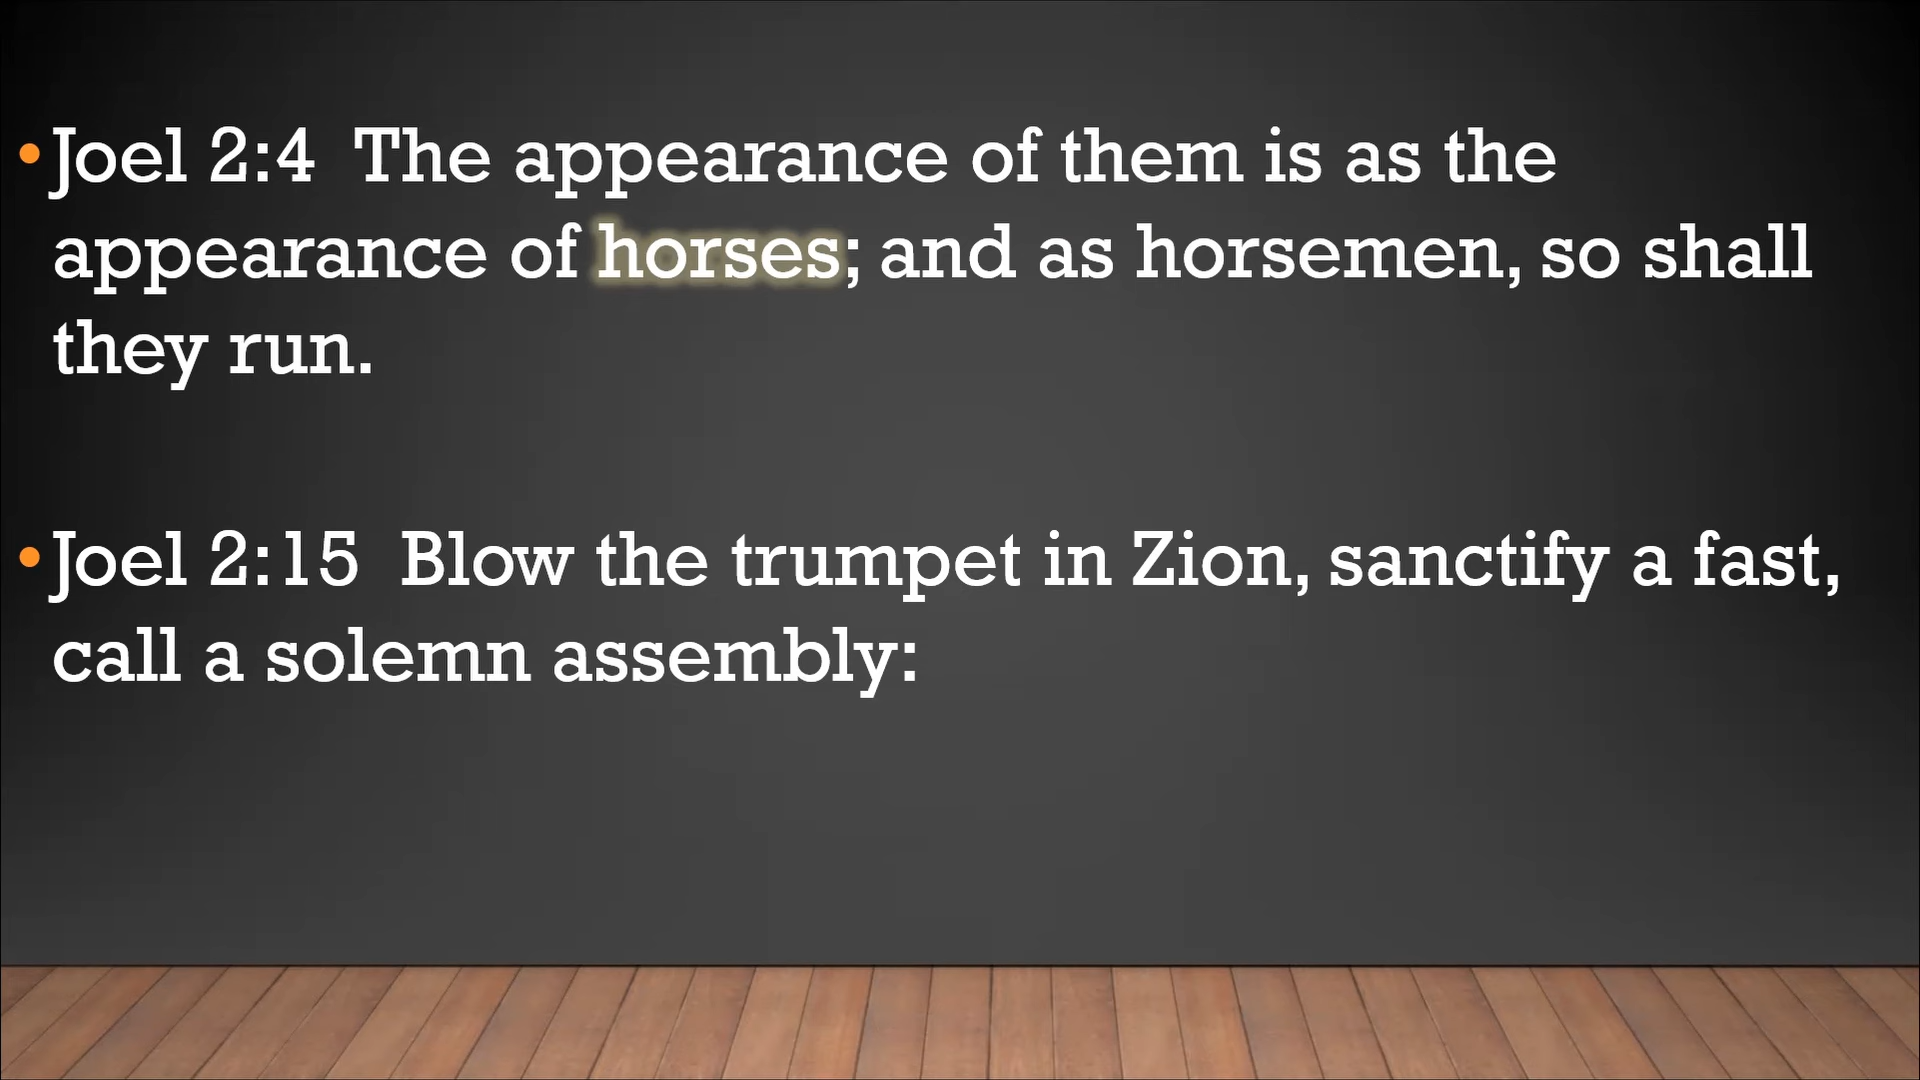 •Joel 2:4  The appearance of them is as the
appearance of horses; and as horsemen, so shall
they run.
•Joel 2:15  Blow the trumpet in Zion, sanctify a fast,
call a solemn assembly: